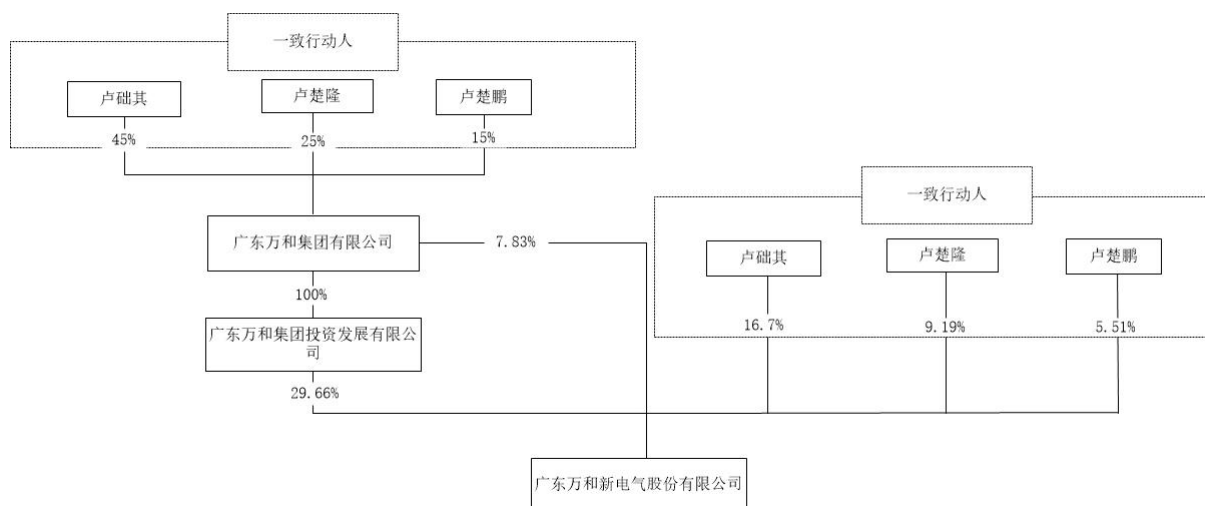 一致行动人
卢础其
卢楚隆
卢楚鹏
45%
25%
15%
一致行动人
广东万和集团有限公司
7.83%
卢础其
卢楚隆
卢楚鹏
100%
广东万和集团投资发展有限公
司
16.7%
9.19%
5.51%
29.66%
广东万和新电气股份有限公司